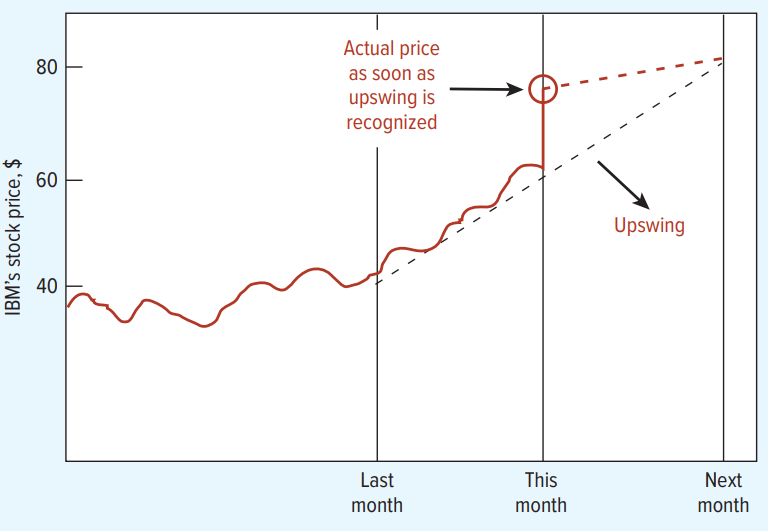 IBM's stock price, $
80
60
40
Actual price
as soon as
upswing is
recognized
Upswing
Last
month
This
month
Next
month